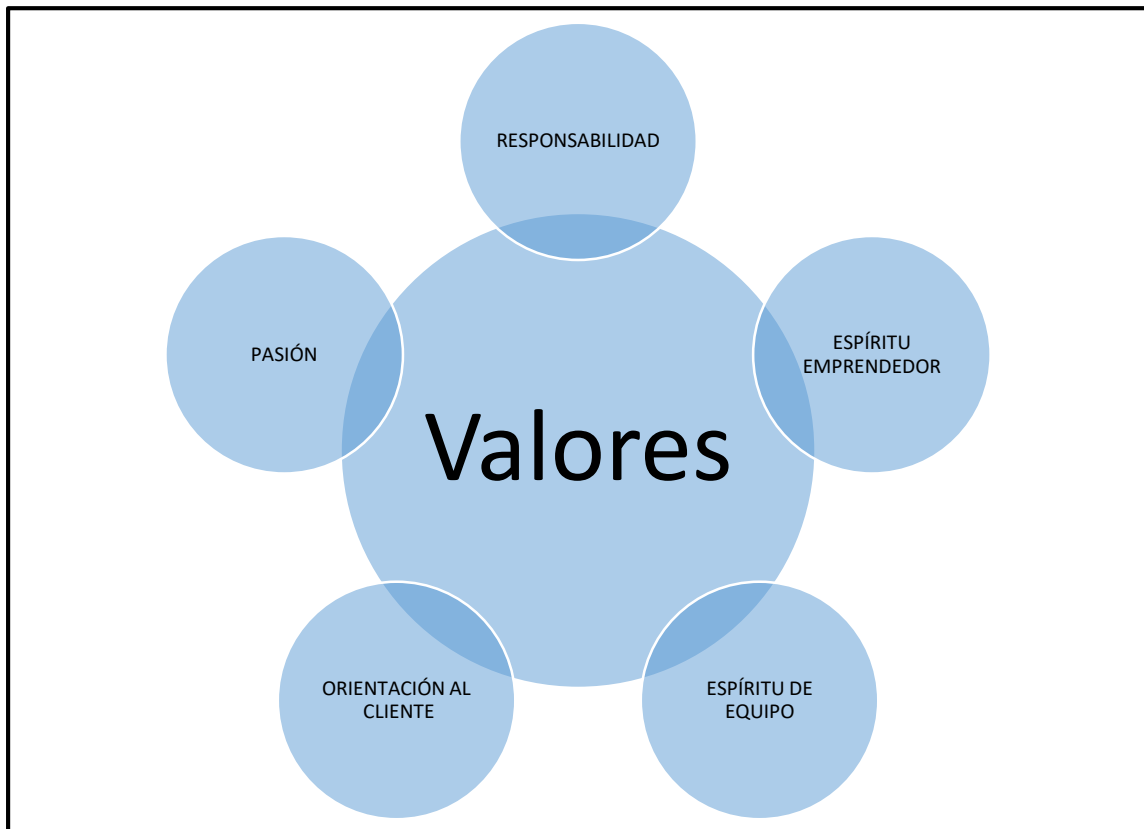 RESPONSABILIDAD
PASIÓN
ESPÍRITU
EMPRENDEDOR
Valores
ORIENTACIÓN AL
CLIENTE
ESPÍRITU DE
EQUIPO